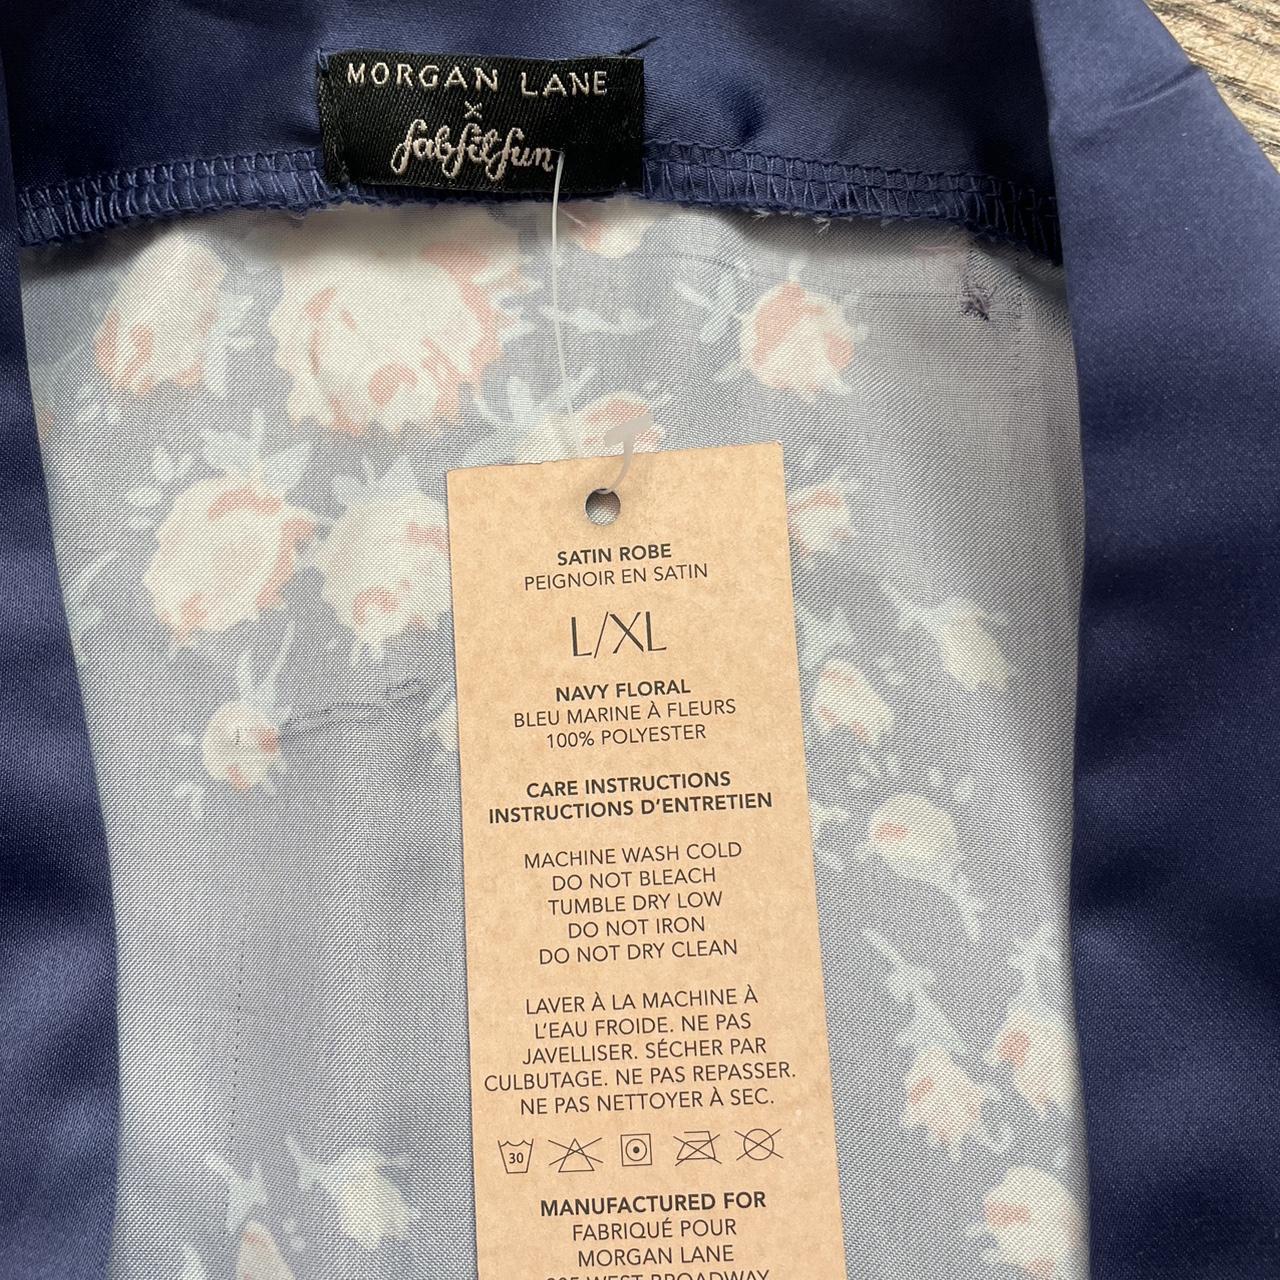 MORGAN LANE
x
fabfitfun
SATIN ROBE
PEIGNOIR EN SATIN
L/XL
NAVY FLORAL
BLEU MARINE À FLEURS
100% POLYESTER
CARE INSTRUCTIONS
INSTRUCTIONS D'ENTRETIEN
MACHINE WASH COLD
DO NOT BLEACH
TUMBLE DRY LOW
DO NOT IRON
DO NOT DRY CLEAN
LAVER À LA MACHINE À
L'EAU FROIDE. NE PAS
JAVELLISER. SÉCHER PAR
CULBUTAGE. NE PAS REPASSER.
NE PAS NETTOYER À SEC.
30
MANUFACTURED FOR
FABRIQUÉ POUR
MORGAN LANE
WEST BROADWAY